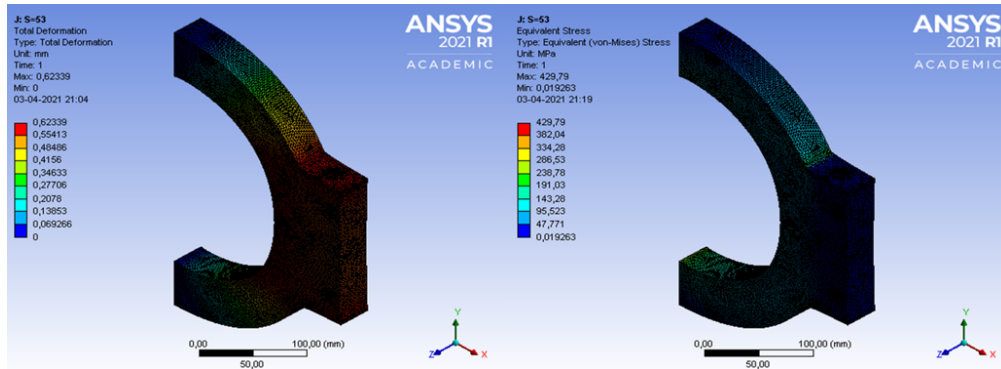 J: S=53
Total Deformation
Type: Total Deformation
Unit: mm
Time: 1
Max: 0,62339
Min: 0
03-04-2021 21:04
0,62339
0,55413
0,48486
0,4156
0,34633
0,27706
0,2078
0,13853
0,069266
0
ANSYS
2021 R1
ACADEMIC
0,00
100,00 (mm)
50,00
Y
Z
X
J: S=53
Equivalent Stress
Type: Equivalent (von-Mises) Stress
Unit: MPa
Time: 1
Max: 429,79
Min: 0,019263
03-04-2021 21:19
429,79
382,04
334,28
286,53
238,78
191,03
143,28
95,523
47,771
0,019263
ANSYS
2021 R1
ACADEMIC
0,00
100,00 (mm)
50,00
Y
Z
X